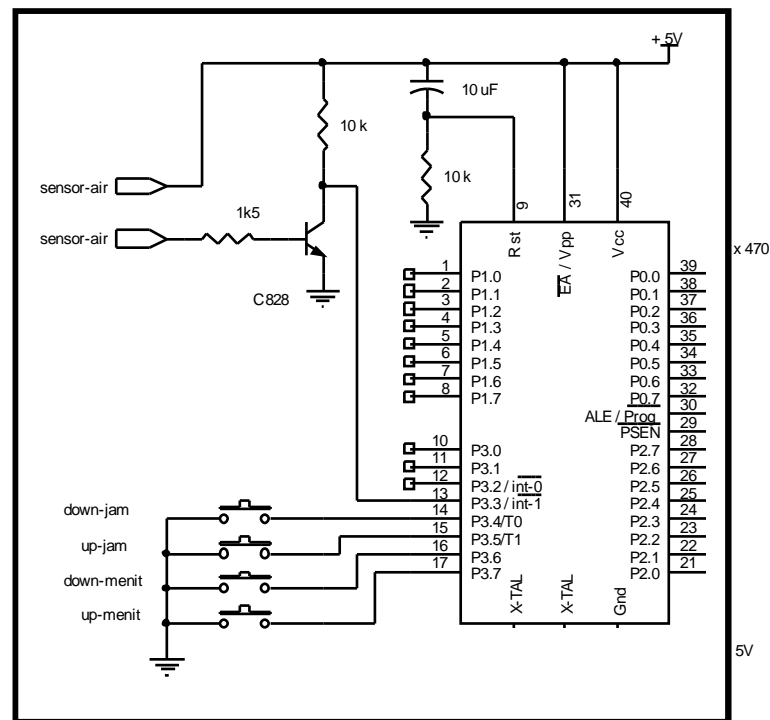 + 5V
10 uF
10 k
10 k
sensor-air
1k5
sensor-air
C828
9
31
40
Rst
EA / Vpp
Vcc
x 470
1 P1.0
2 P1.1
3 P1.2
4 P1.3
5 P1.4
6 P1.5
7 P1.6
8 P1.7
10 P3.0
11 P3.1
12 P3.2 / int-0
13 P3.3 / int-1
14 P3.4/T0
15 P3.5/T1
16 P3.6
17 P3.7
P0.0 39
P0.1 38
P0.2 37
P0.3 36
P0.4 35
P0.5 34
P0.6 33
P0.7 32
ALE / Prog 30
PSEN 29
P2.7 28
P2.6 27
P2.5 26
P2.4 25
P2.3 24
P2.2 23
P2.1 22
P2.0 21
down-jam
up-jam
down-menit
up-menit
X-TAL
X-TAL
Gnd
5V